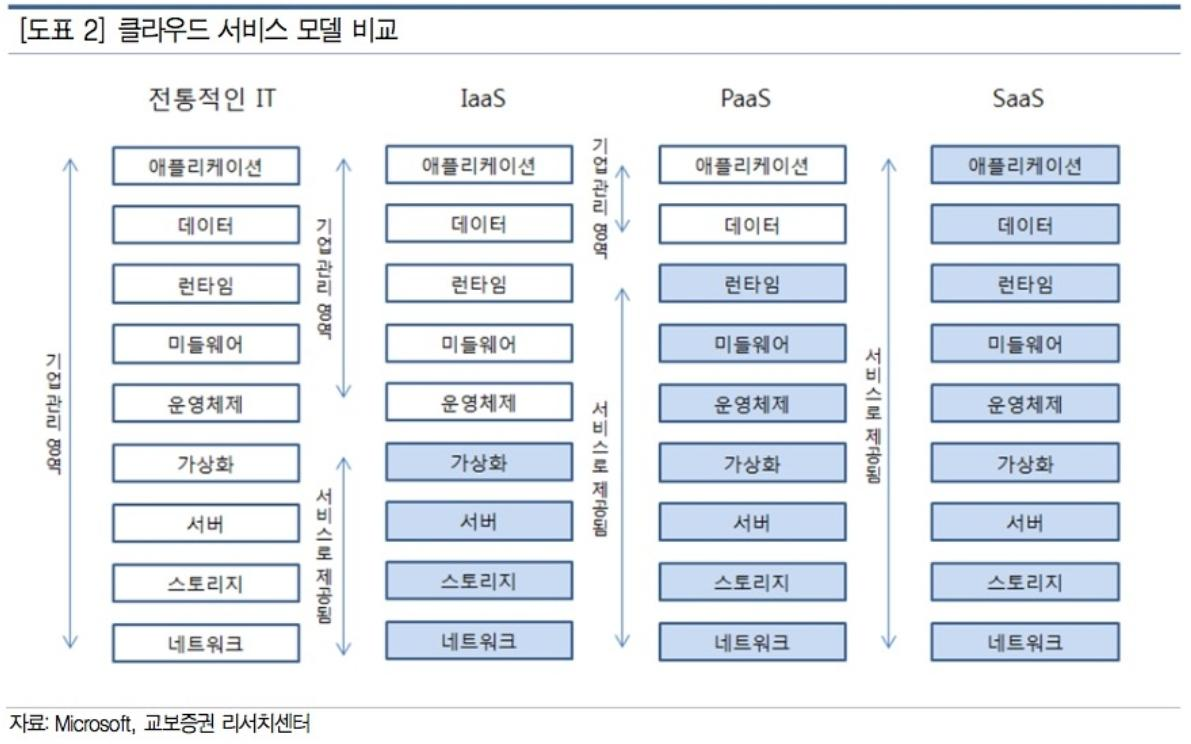 [도표 2] 클라우드 서비스 모델 비교
전통적인 IT
기업관리 영역
애플리케이션
데이터
런타임
미들웨어
운영체제
가상화
서버
스토리지
네트워크
IaaS
기업관리 영역
서비스로 제공됨
애플리케이션
데이터
런타임
미들웨어
운영체제
가상화
서버
스토리지
네트워크
PaaS
기업관리 영역
서비스로 제공됨
애플리케이션
데이터
런타임
미들웨어
운영체제
가상화
서버
스토리지
네트워크
SaaS
서비스로 제공됨
애플리케이션
데이터
런타임
미들웨어
운영체제
가상화
서버
스토리지
네트워크
자료: Microsoft, 교보증권 리서치센터